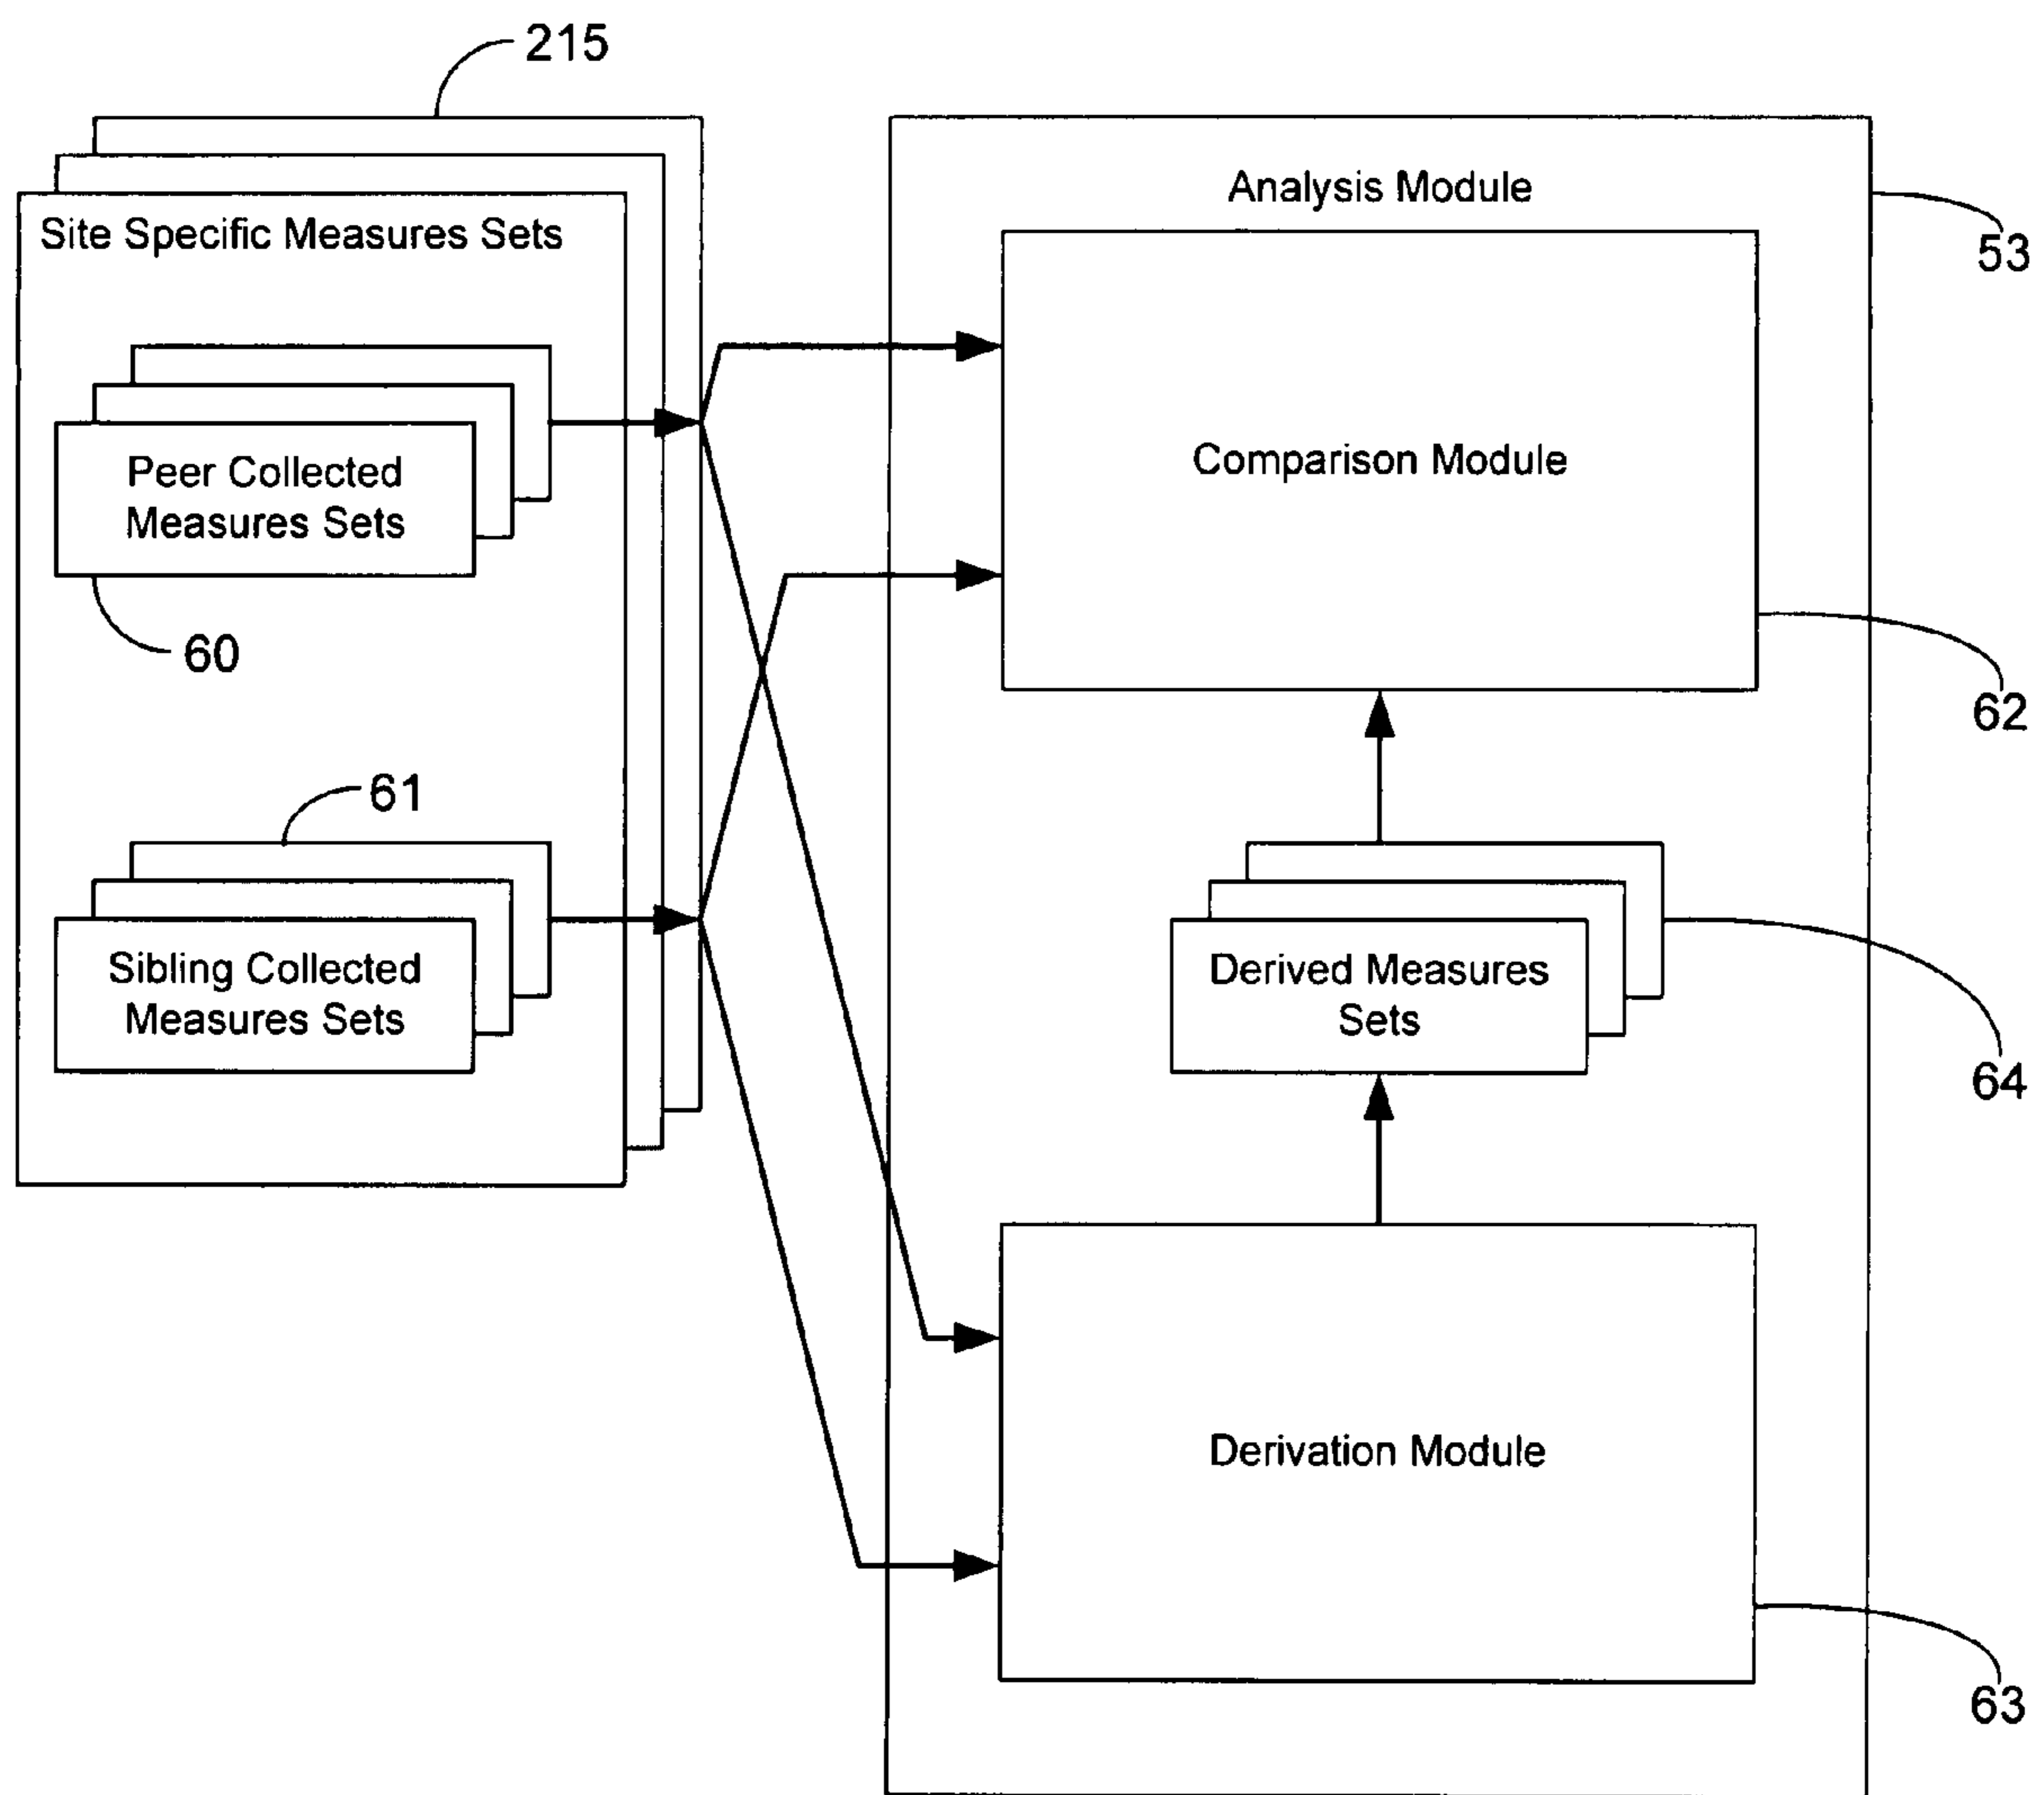 215
Analysis Module
Site Specific Measures Sets
53
Comparison Module
Peer Collected
Measures Sets
60
62
61
Sibling Collected
Measures Sets
Derived Measures
Sets
64
Derivation Module
63